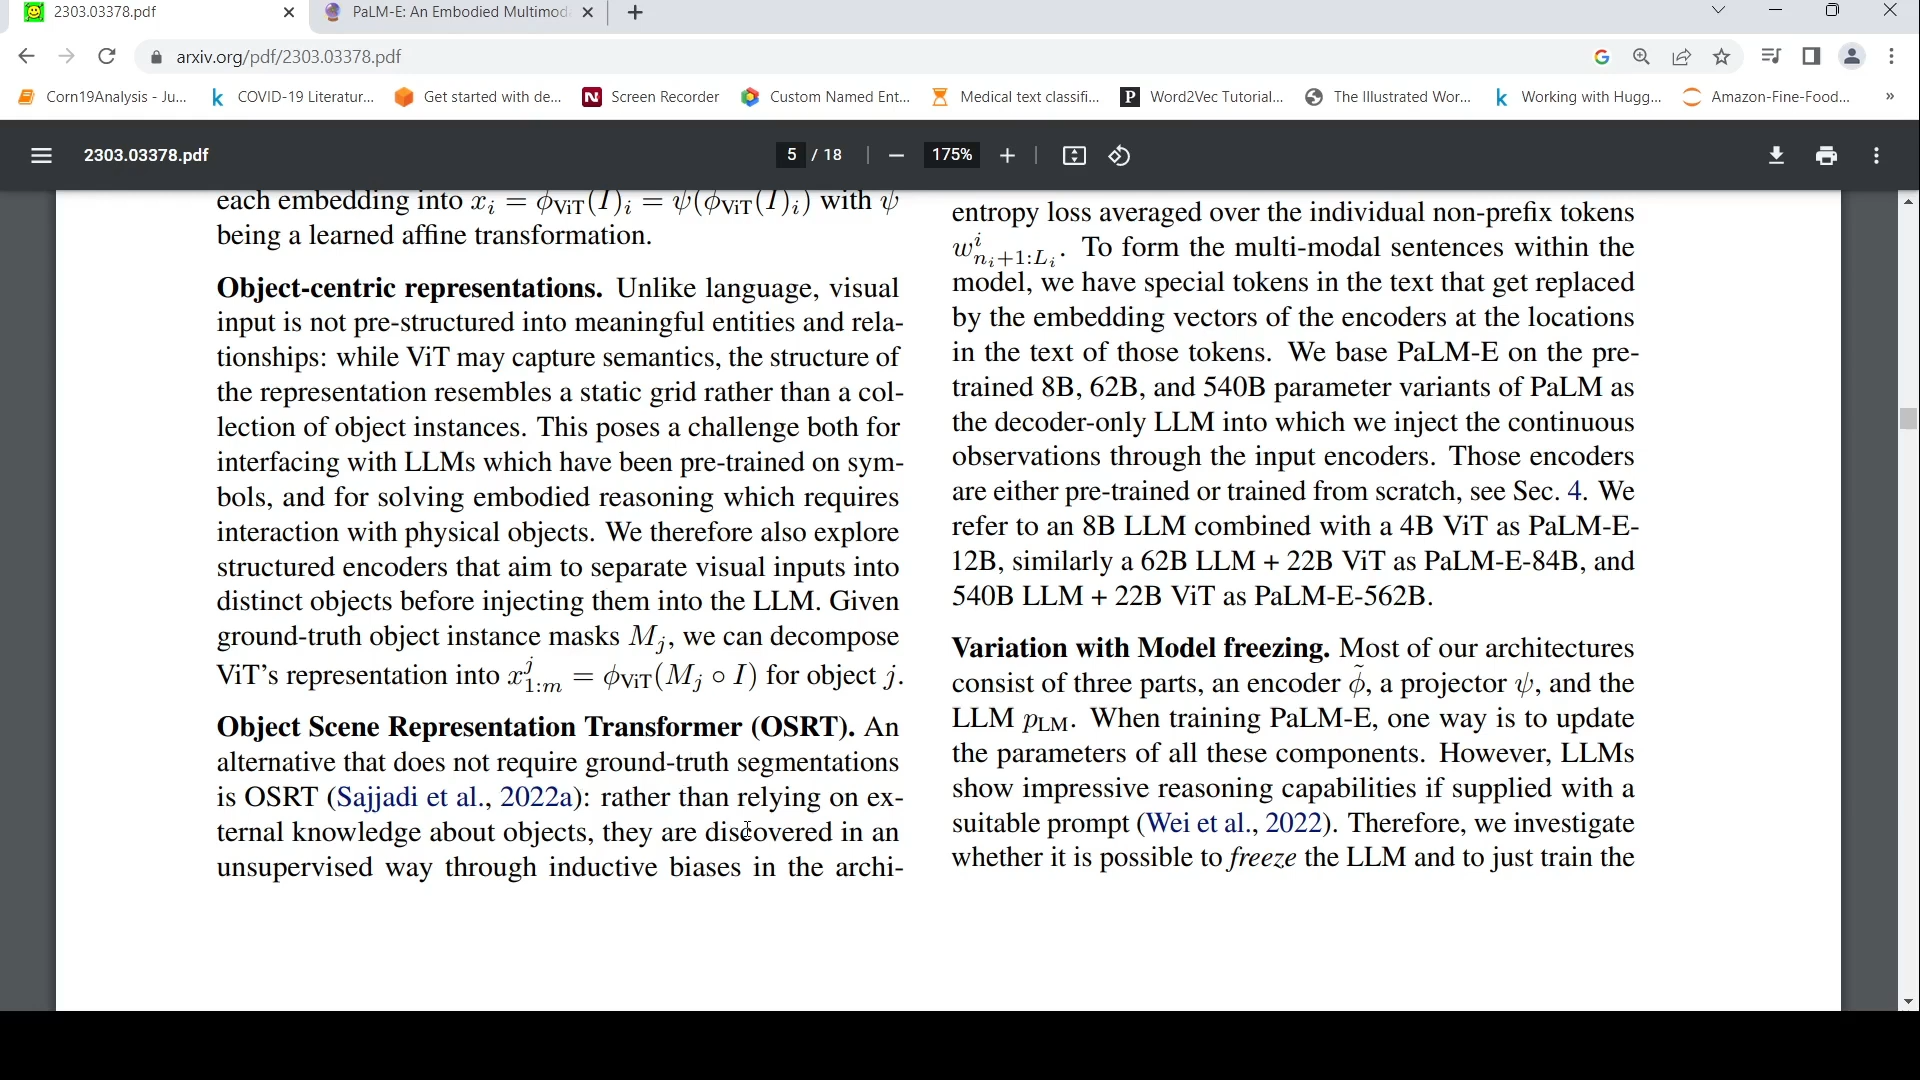 2303.03378.pdf
PaLM-E: An Embodied Multimod
arxiv.org/pdf/2303.03378.pdf
Corn19Analysis - Ju...
COVID-19 Literatur...
Get started with de...
Screen Recorder
Custom Named Ent...
Medical text classifi...
Word2Vec Tutorial...
The Illustrated Wor...
Working with Hugg...
Amazon-Fine-Food...
»
2303.03378.pdf
5 / 18
175%
each embedding into x_i = ϕ_ViT(I)_i = ψ(ϕ̃_ViT(I)_i) with ψ
being a learned affine transformation.
Object-centric representations. Unlike language, visual
input is not pre-structured into meaningful entities and rela-
tionships: while ViT may capture semantics, the structure of
the representation resembles a static grid rather than a col-
lection of object instances. This poses a challenge both for
interfacing with LLMs which have been pre-trained on sym-
bols, and for solving embodied reasoning which requires
interaction with physical objects. We therefore also explore
structured encoders that aim to separate visual inputs into
distinct objects before injecting them into the LLM. Given
ground-truth object instance masks M_j, we can decompose
ViT's representation into x^j_{1:m} = ϕ_ViT(M_j ∘ I) for object j.
Object Scene Representation Transformer (OSRT). An
alternative that does not require ground-truth segmentations
is OSRT (Sajjadi et al., 2022a): rather than relying on ex-
ternal knowledge about objects, they are discovered in an
unsupervised way through inductive biases in the archi-
entropy loss averaged over the individual non-prefix tokens
w^i_{n_i+1:L_i}. To form the multi-modal sentences within the
model, we have special tokens in the text that get replaced
by the embedding vectors of the encoders at the locations
in the text of those tokens. We base PaLM-E on the pre-
trained 8B, 62B, and 540B parameter variants of PaLM as
the decoder-only LLM into which we inject the continuous
observations through the input encoders. Those encoders
are either pre-trained or trained from scratch, see Sec. 4. We
refer to an 8B LLM combined with a 4B ViT as PaLM-E-
12B, similarly a 62B LLM + 22B ViT as PaLM-E-84B, and
540B LLM + 22B ViT as PaLM-E-562B.
Variation with Model freezing. Most of our architectures
consist of three parts, an encoder ϕ̃, a projector ψ, and the
LLM p_LM. When training PaLM-E, one way is to update
the parameters of all these components. However, LLMs
show impressive reasoning capabilities if supplied with a
suitable prompt (Wei et al., 2022). Therefore, we investigate
whether it is possible to freeze the LLM and to just train the